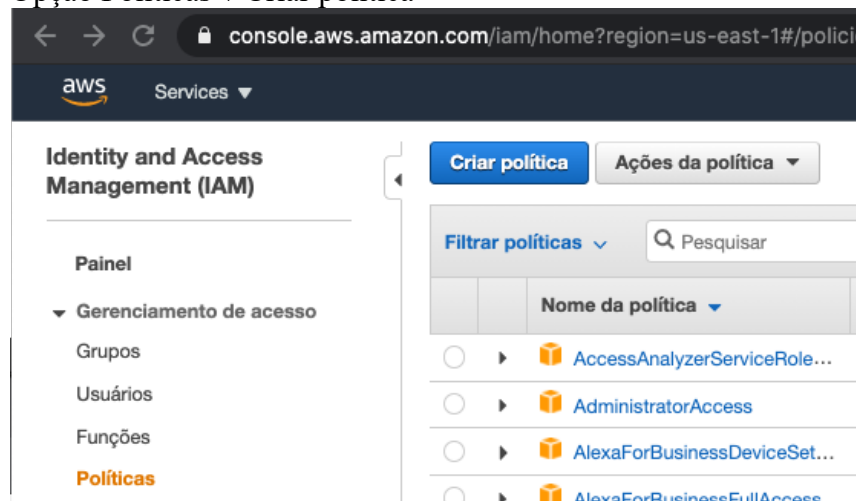 console.aws.amazon.com/iam/home?region=us-east-1#/polici
aws
Services
Identity and Access
Management (IAM)
Painel
Gerenciamento de acesso
Grupos
Usuários
Funções
Políticas
Criar política
Ações da política
Filtrar políticas
Pesquisar
Nome da política
AccessAnalyzerServiceRole...
AdministratorAccess
AlexaForBusinessDeviceSet...
AlexaForBusinessFullAccess